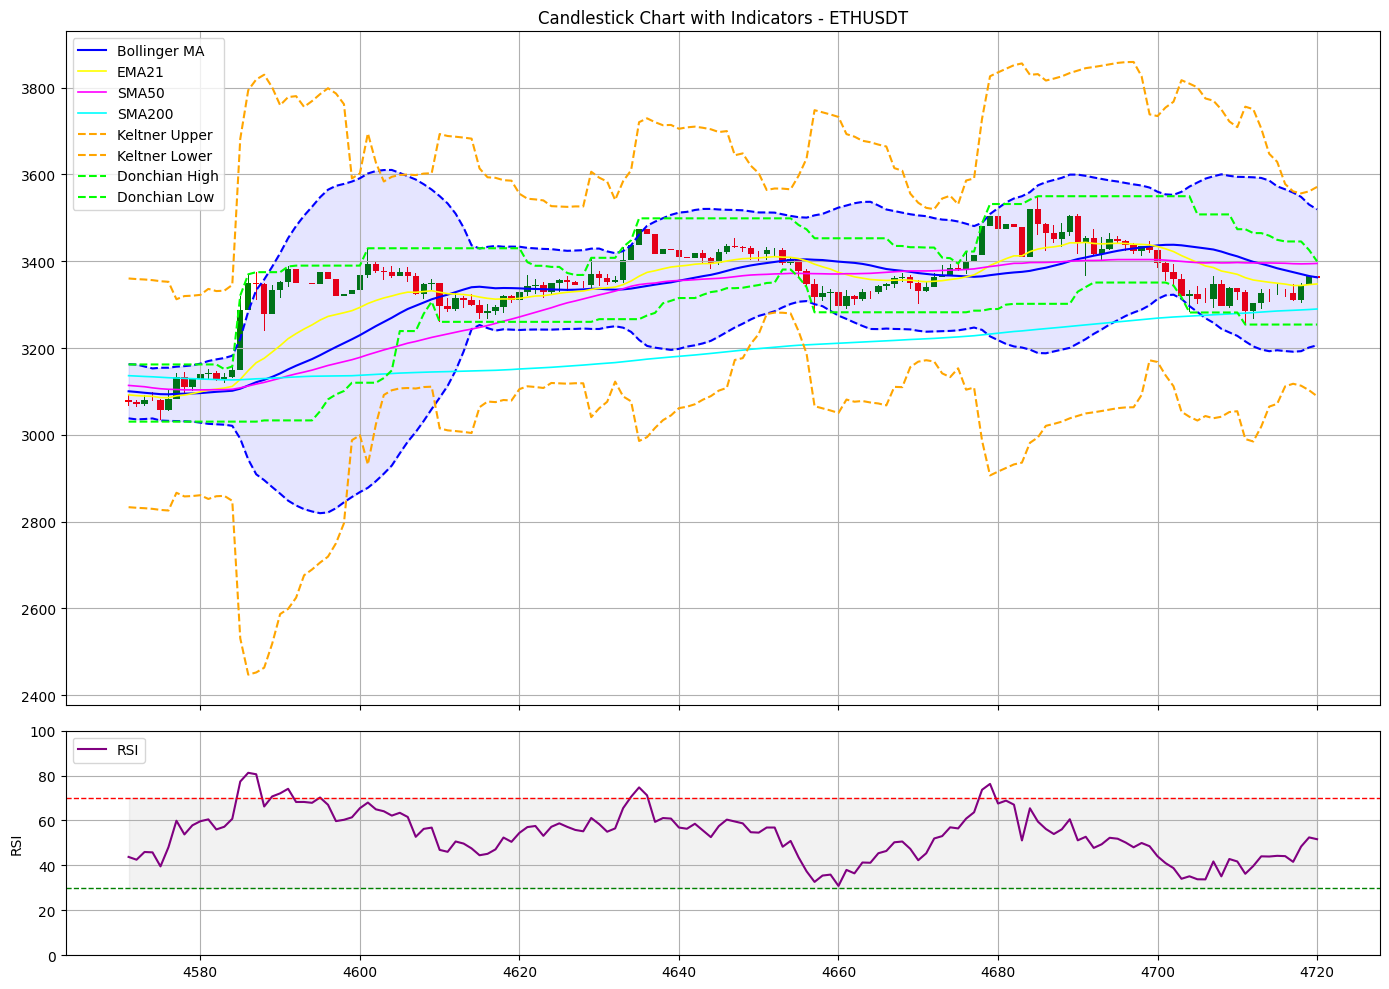 Candlestick Chart with Indicators - ETHUSDT
Bollinger MA
EMA21
SMA50
SMA200
Keltner Upper
Keltner Lower
Donchian High
Donchian Low
3800
3600
3400
3200
3000
2800
2600
2400
RSI
100
80
60
40
20
0
RSI
4580
4600
4620
4640
4660
4680
4700
4720